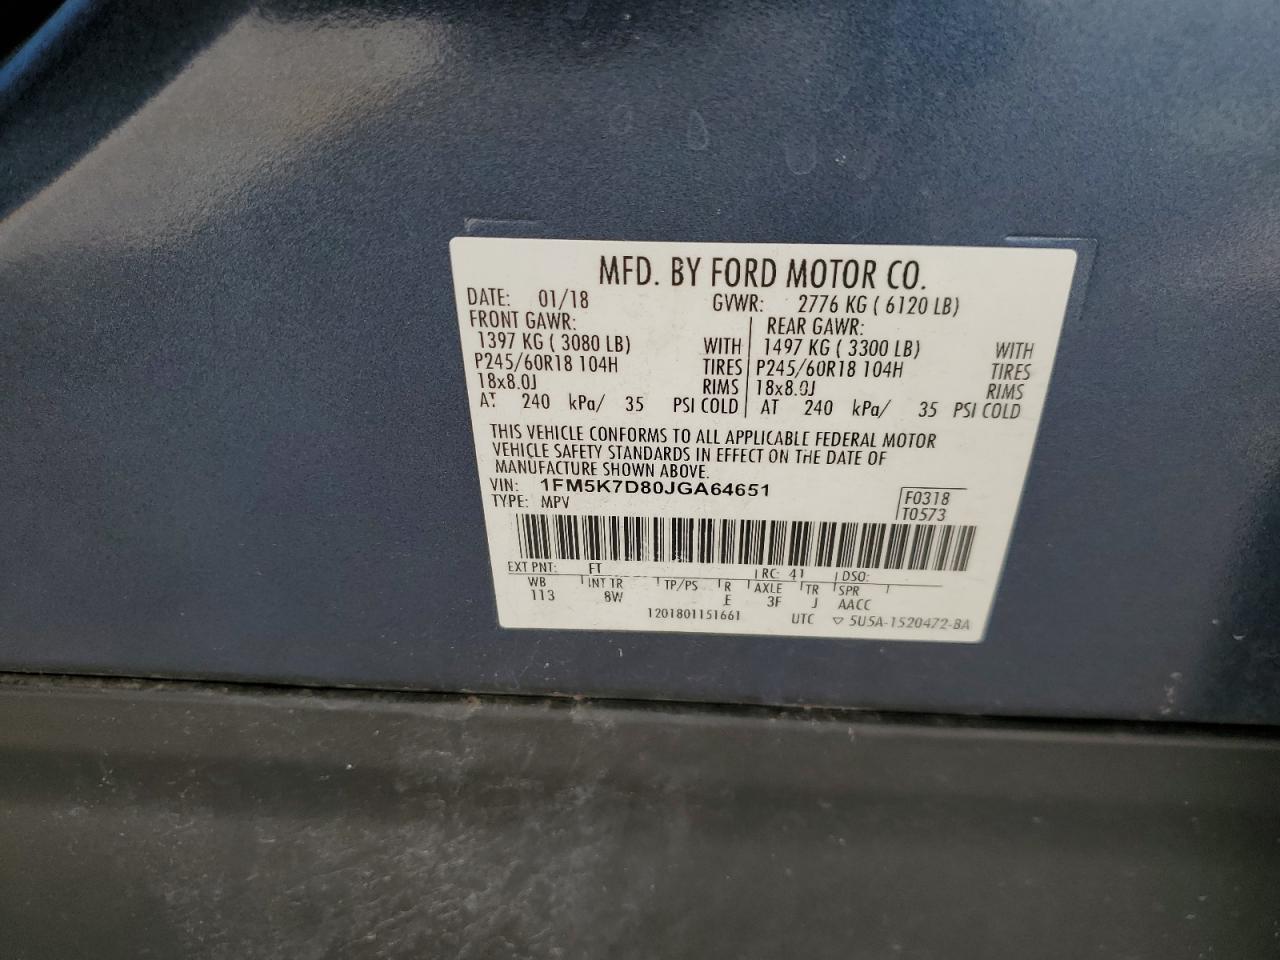 MFD. BY FORD MOTOR CO.
DATE: 01/18 GVWR: 2776 KG ( 6120 LB)
FRONT GAWR: REAR GAWR:
1397 KG ( 3080 LB) WITH 1497 KG ( 3300 LB) WITH
P245/60R18 104H TIRES P245/60R18 104H TIRES
18x8.0J RIMS 18x8.0J RIMS
AT 240 kPa/ 35 PSI COLD AT 240 kPa/ 35 PSI COLD
THIS VEHICLE CONFORMS TO ALL APPLICABLE FEDERAL MOTOR
VEHICLE SAFETY STANDARDS IN EFFECT ON THE DATE OF
MANUFACTURE SHOWN ABOVE.
VIN: 1FM5K7D80JGA64651 F0318
TYPE: MPV T0573
EXT PNT: FT RC: 41 DSO:
WB INT TR TP/PS R AXLE TR SPR
113 8W E 3F J AACC
1201801151661 UTC ▽ 5U5A-1520472-BA